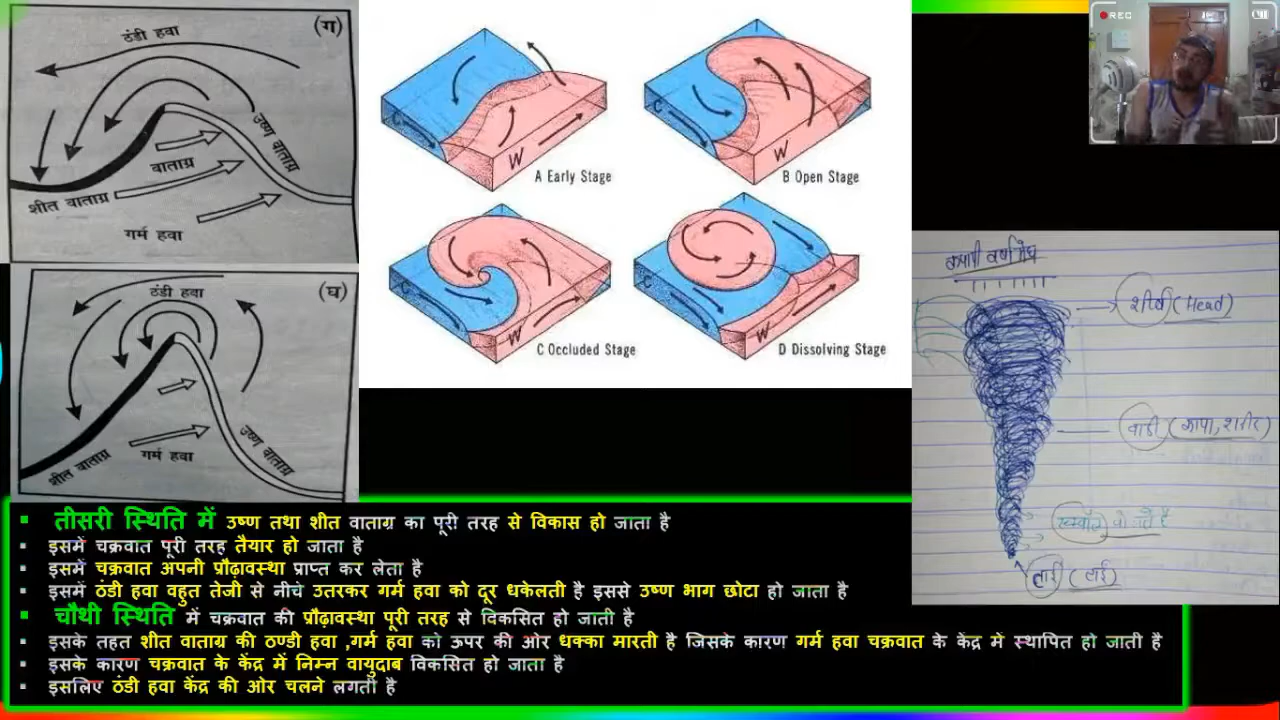 (ग)
ठंडी हवा
उष्ण वाताग्र
वाताग्र
शीत वाताग्र
गर्म हवा
(घ)
ठंडी हवा
शीत वाताग्र
गर्म हवा
उष्ण वाताग्र
C
W
A Early Stage
C
W
B Open Stage
C
W
C Occluded Stage
C
W
D Dissolving Stage
REC
शीर्ष (Head)
तीसरी स्थिति में उष्ण तथा शीत वाताग्र का पूरी तरह से विकास हो जाता है
इसमें चक्रवात पूरी तरह तैयार हो जाता है
इसमें चक्रवात अपनी प्रौढ़ावस्था प्राप्त कर लेता है
इसमें ठंडी हवा वहुत तेजी से नीचे उतरकर गर्म हवा को दूर धकेलती है इससे उष्ण भाग छोटा हो जाता है
चौथी स्थिति में चक्रवात की प्रौढ़ावस्था पूरी तरह से विकसित हो जाती है
इसके तहत शीत वाताग्र की ठण्डी हवा ,गर्म हवा को ऊपर की ओर धक्का मारती है जिसके कारण गर्म हवा चक्रवात के केंद्र में स्थापित हो जाती है
इसके कारण चक्रवात के केंद्र में निम्न वायुदाब विकसित हो जाता है
इसलिए ठंडी हवा केंद्र की ओर चलने लगती है